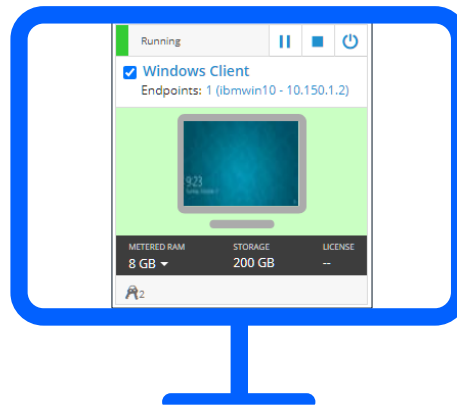 Running
Windows Client
Endpoints: 1 (ibmwin10 - 10.150.1.2)
9:23
METERED RAM
STORAGE
LICENSE
8 GB
200 GB
--
2